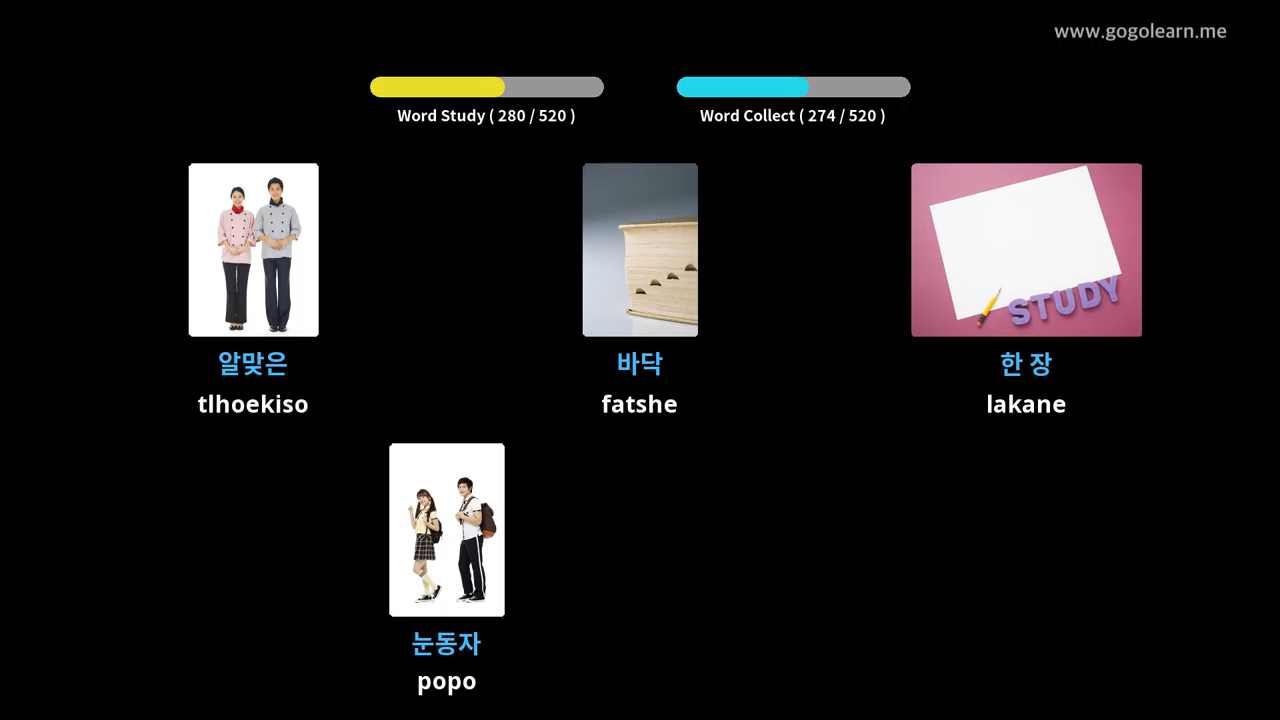 www.gogolearn.me
Word Study ( 280 / 520 )
Word Collect ( 274 / 520 )
STUDY
알맞은
tlhoekiso
바닥
fatshe
한 장
lakane
눈동자
popo